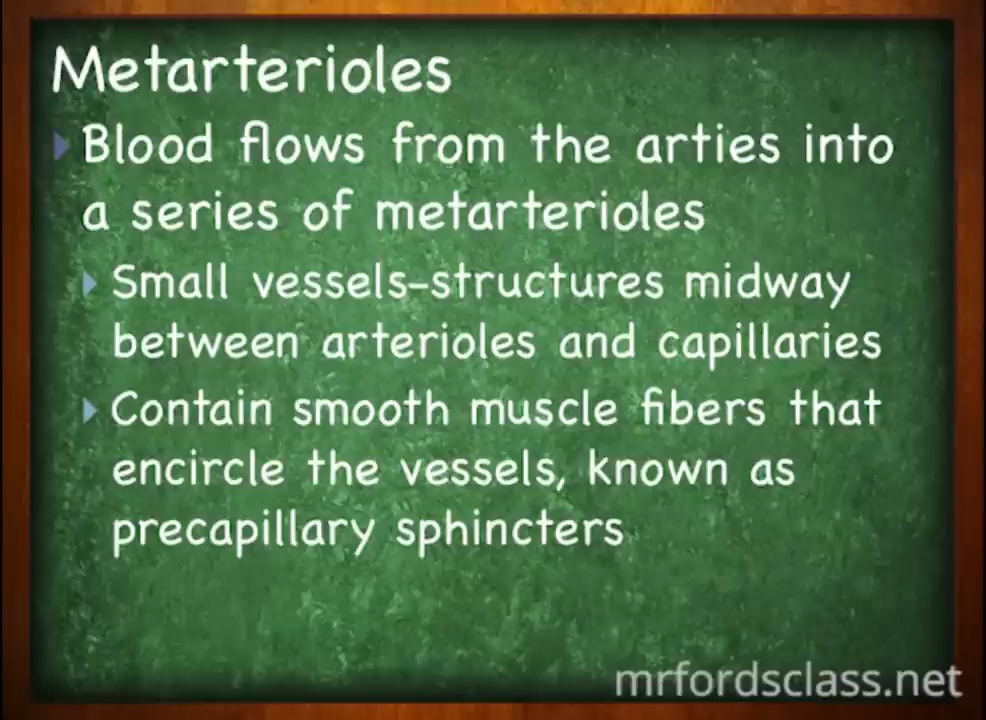 Metarterioles
Blood flows from the arties into
a series of metarterioles
Small vessels-structures midway
between arterioles and capillaries
Contain smooth muscle fibers that
encircle the vessels, known as
precapillary sphincters
mrfordsclass.net